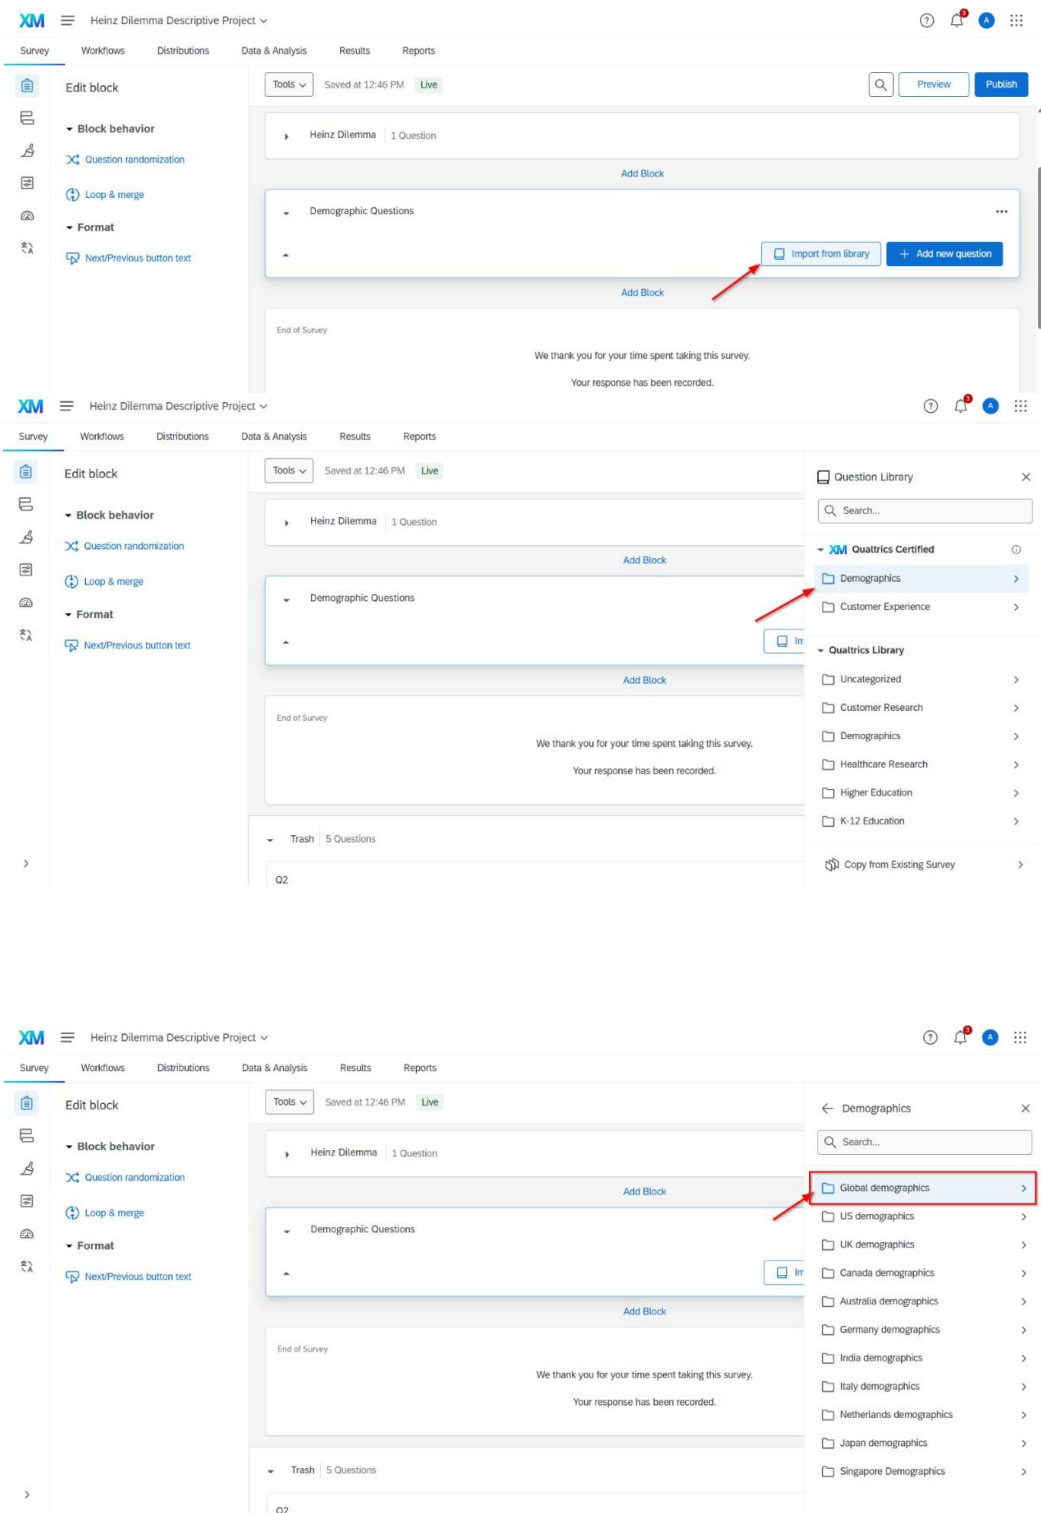 XM Heinz Dilemma Descriptive Project 3 A
Survey Workflows Distributions Data & Analysis Results Reports
Edit block Tools Saved at 12:46 PM Live Preview Publish
Block behavior
Heinz Dilemma 1 Question
Question randomization
Add Block
Loop & merge
Demographic Questions
Format
Next/Previous button text
Import from library + Add new question
Add Block
End of Survey
We thank you for your time spent taking this survey.
Your response has been recorded.
XM Heinz Dilemma Descriptive Project 3 A
Survey Workflows Distributions Data & Analysis Results Reports
Edit block Tools Saved at 12:46 PM Live
Block behavior
Heinz Dilemma 1 Question
Question randomization
Add Block
Loop & merge
Demographic Questions
Format
Next/Previous button text
Im
Add Block
End of Survey
We thank you for your time spent taking this survey.
Your response has been recorded.
Trash 5 Questions
Q2
Question Library
Search...
XM Qualtrics Certified
Demographics
Customer Experience
Qualtrics Library
Uncategorized
Customer Research
Demographics
Healthcare Research
Higher Education
K-12 Education
Copy from Existing Survey
XM Heinz Dilemma Descriptive Project 3 A
Survey Workflows Distributions Data & Analysis Results Reports
Edit block Tools Saved at 12:46 PM Live
Block behavior
Heinz Dilemma 1 Question
Question randomization
Add Block
Loop & merge
Demographic Questions
Format
Next/Previous button text
Im
Add Block
End of Survey
We thank you for your time spent taking this survey.
Your response has been recorded.
Trash 5 Questions
Q2
Demographics
Search...
Global demographics
US demographics
UK demographics
Canada demographics
Australia demographics
Germany demographics
India demographics
Italy demographics
Netherlands demographics
Japan demographics
Singapore Demographics